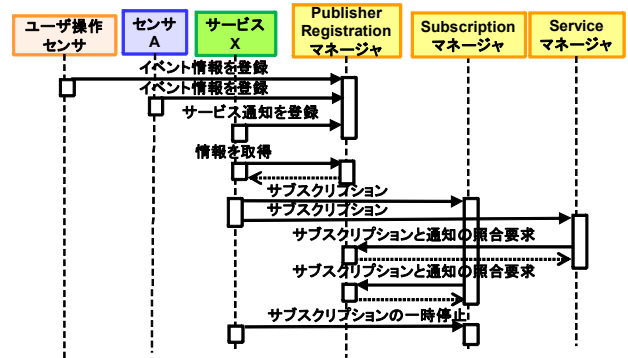 ユーザ操作
センサ
センサ
A
サービス
X
Publisher
Registration
マネージャ
Subscription
マネージャ
Service
マネージャ
イベント情報を登録
イベント情報を登録
サービス通知を登録
情報を取得
サブスクリプション
サブスクリプション
サブスクリプションと通知の照合要求
サブスクリプションと通知の照合要求
サブスクリプションの一時停止